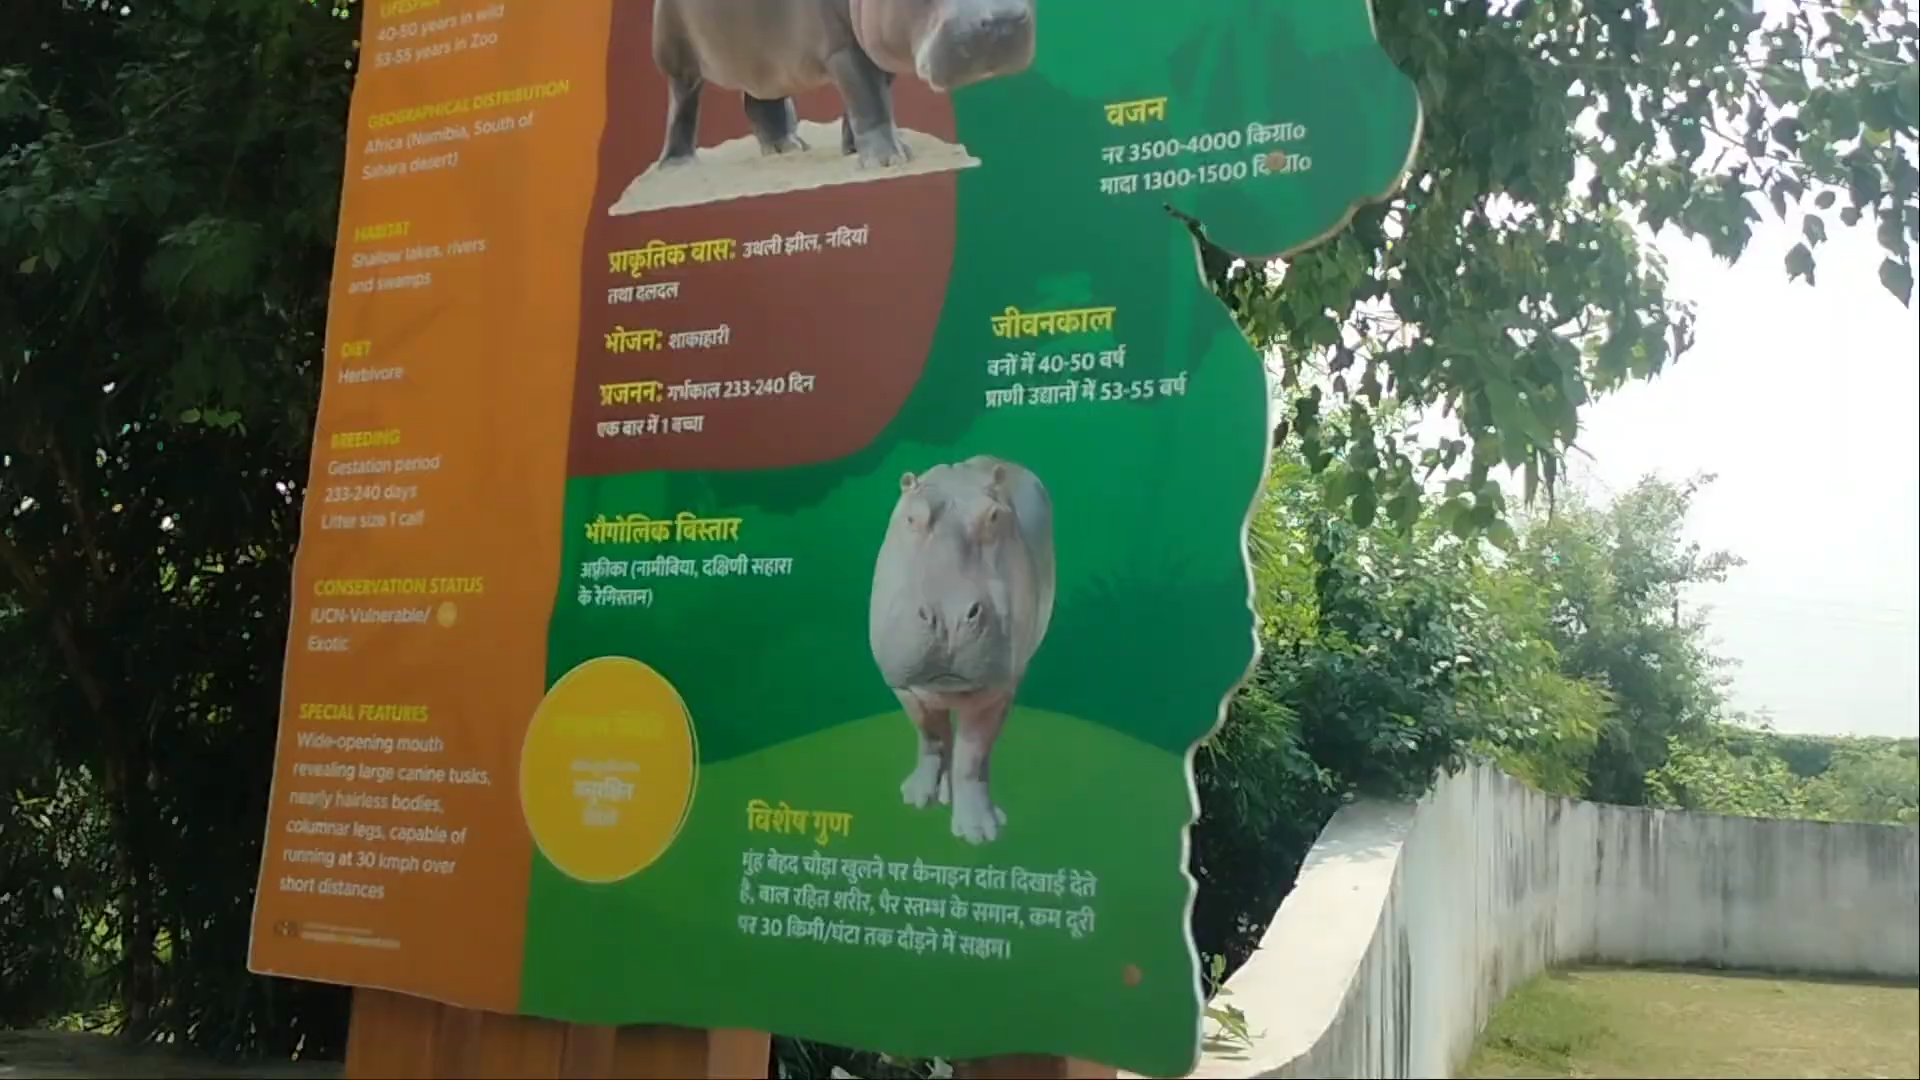 LIFESPAN
40-50 years in wild
53-55 years in Zoo
GEOGRAPHICAL DISTRIBUTION
Africa (Namibia, South of
Sahara desert)
HABITAT
Shallow lakes, rivers
and swamps
DIET
Herbivore
BREEDING
Gestation period
233-240 days
Litter size 1 calf
CONSERVATION STATUS
IUCN-Vulnerable/
Exotic
SPECIAL FEATURES
Wide-opening mouth
revealing large canine tusks,
nearly hairless bodies,
columnar legs, capable of
running at 30 kmph over
short distances
प्राकृतिक वास: उथली झील, नदियां
तथा दलदल
भोजन: शाकाहारी
प्रजनन: गर्भकाल 233-240 दिन
एक बार में 1 बच्चा
वजन
नर 3500-4000 किग्रा०
मादा 1300-1500 किग्रा०
जीवनकाल
वनों में 40-50 वर्ष
प्राणी उद्यानों में 53-55 वर्ष
भौगोलिक विस्तार
अफ्रीका (नामीबिया, दक्षिणी सहारा
के रेगिस्तान)
विशेष गुण
मुंह बेहद चौड़ा खुलने पर कैनाइन दांत दिखाई देते
है, बाल रहित शरीर, पैर स्तम्भ के समान, कम दूरी
पर 30 किमी/घंटा तक दौड़ने में सक्षम।